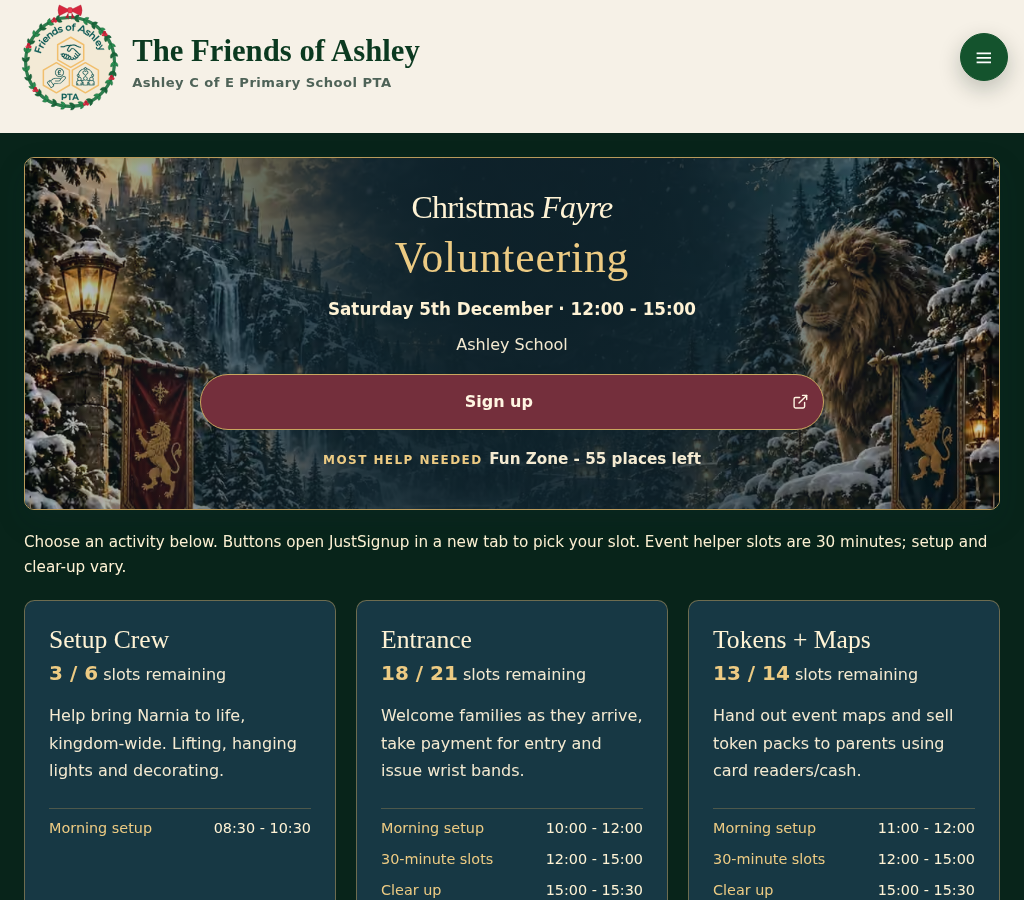 Friends of Ashley
PTA
The Friends of Ashley
Ashley C of E Primary School PTA
Christmas Fayre
Volunteering
Saturday 5th December · 12:00 - 15:00
Ashley School
Sign up
MOST HELP NEEDED Fun Zone - 55 places left
Choose an activity below. Buttons open JustSignup in a new tab to pick your slot. Event helper slots are 30 minutes; setup and
clear-up vary.
Setup Crew
3 / 6 slots remaining
Help bring Narnia to life,
kingdom-wide. Lifting, hanging
lights and decorating.
Morning setup 08:30 - 10:30
Entrance
18 / 21 slots remaining
Welcome families as they arrive,
take payment for entry and
issue wrist bands.
Morning setup 10:00 - 12:00
30-minute slots 12:00 - 15:00
Clear up 15:00 - 15:30
Tokens + Maps
13 / 14 slots remaining
Hand out event maps and sell
token packs to parents using
card readers/cash.
Morning setup 11:00 - 12:00
30-minute slots 12:00 - 15:00
Clear up 15:00 - 15:30